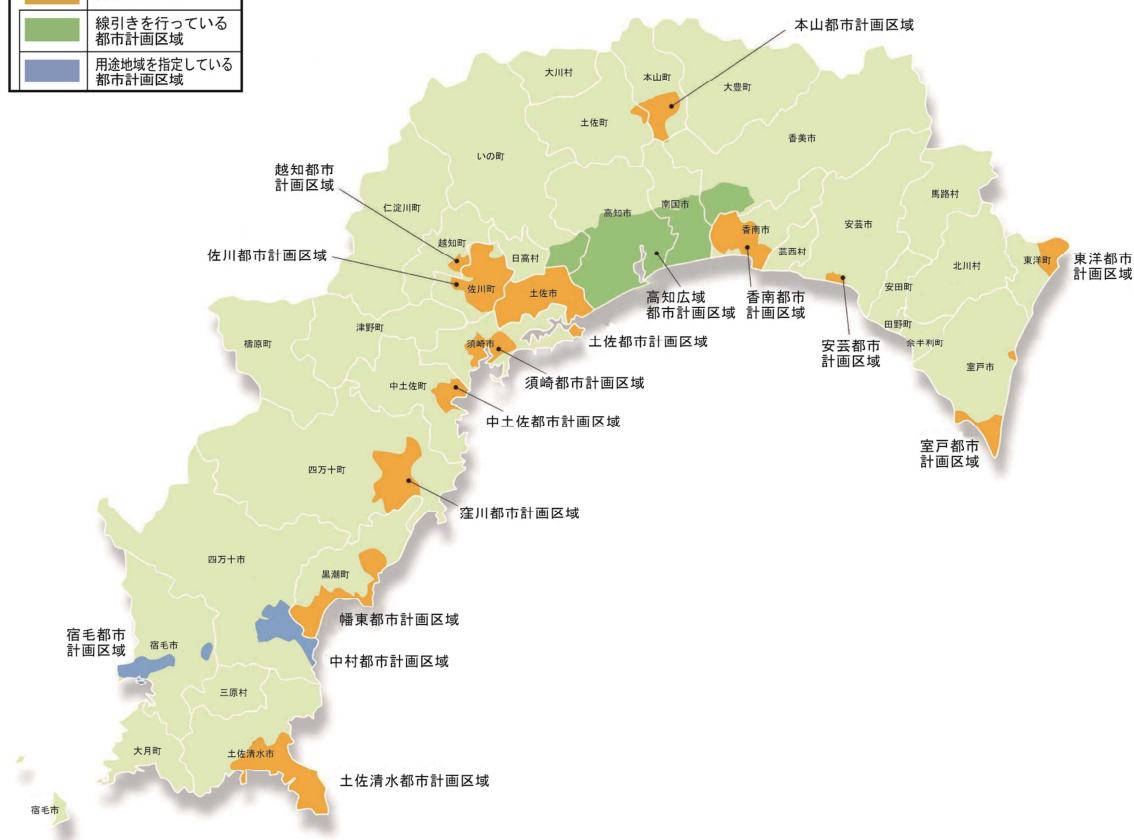 線引きを行っている
都市計画区域
用途地域を指定している
都市計画区域
本山都市計画区域
大川村
本山町
大豊町
土佐町
香美市
いの町
越知都市
計画区域
馬路村
仁淀川町
南国市
高知市
安芸市
香南市
越知町
芸西村
佐川都市計画区域
日高村
東洋町
東洋都市
計画区域
北川村
佐川町
土佐市
安田町
高知広域
都市計画区域
香南都市
計画区域
津野町
田野町
梼原町
須崎市
土佐都市計画区域
安芸都市
計画区域
奈半利町
室戸市
中土佐町
須崎都市計画区域
中土佐都市計画区域
室戸都市
計画区域
四万十町
窪川都市計画区域
四万十市
黒潮町
幡東都市計画区域
宿毛都市
計画区域
宿毛市
中村都市計画区域
三原村
大月町
土佐清水市
土佐清水都市計画区域
宿毛市